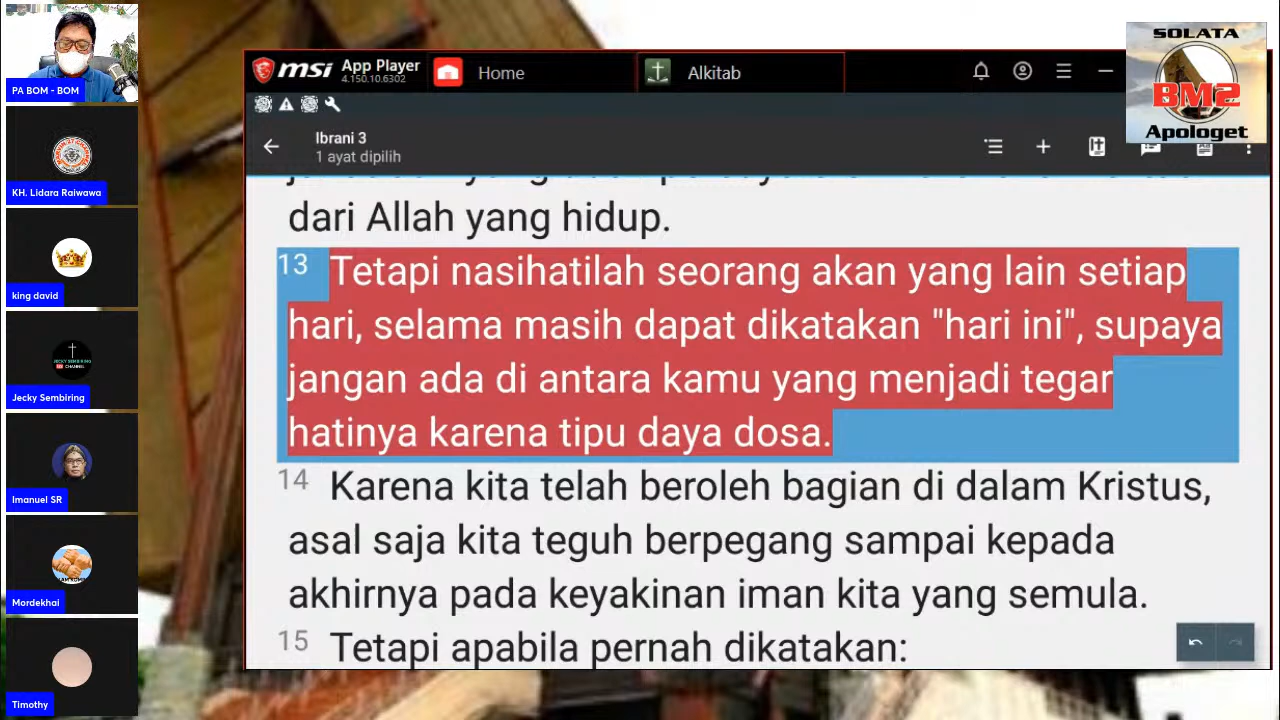 PA BOM - BOM
KH. Lidara Raiwawa
king david
Jecky Sembiring
Imanuel SR
Mordekhai
Timothy
msi App Player
4.150.10.6302
Home
Alkitab
SOLATA
BM2
Apologet
Ibrani 3
1 ayat dipilih
dari Allah yang hidup.
13 Tetapi nasihatilah seorang akan yang lain setiap
hari, selama masih dapat dikatakan "hari ini", supaya
jangan ada di antara kamu yang menjadi tegar
hatinya karena tipu daya dosa.
14 Karena kita telah beroleh bagian di dalam Kristus,
asal saja kita teguh berpegang sampai kepada
akhirnya pada keyakinan iman kita yang semula.
15 Tetapi apabila pernah dikatakan: